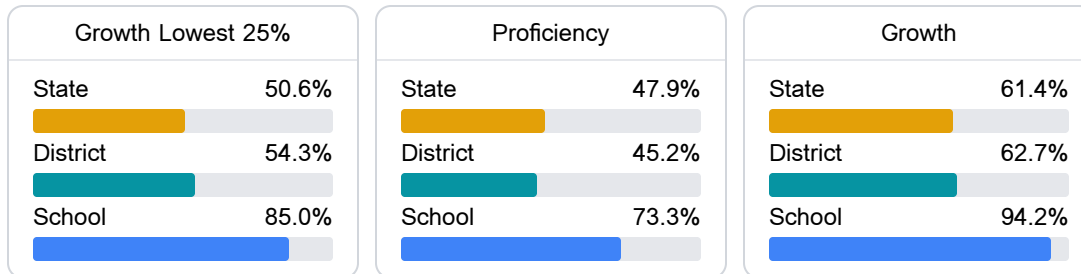 Growth Lowest 25%
State 50.6%
District 54.3%
School 85.0%
Proficiency
State 47.9%
District 45.2%
School 73.3%
Growth
State 61.4%
District 62.7%
School 94.2%